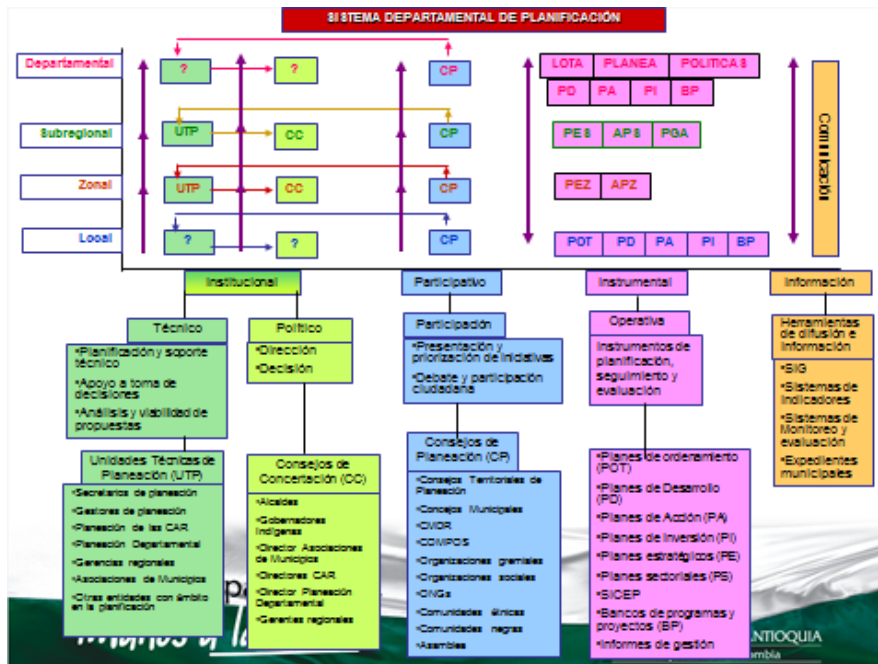 SISTEMA DEPARTAMENTAL DE PLANIFICACIÓN
Departamental
?
?
CP
LOTA PLANEA POLITICAS
PD PA PI BP
Subregional
UTP
CC
CP
PES APS PGA
Zonal
UTP
CC
CP
PEZ APZ
Local
?
?
CP
POT PD PA PI BP
Comunicación
Institucional
Participativo
Instrumental
Información
Técnico
•Planificación y soporte
técnico
•Apoyo a toma de
decisiones
•Análisis y viabilidad de
propuestas
Político
•Dirección
•Decisión
Participación
•Presentación y
priorización de iniciativas
•Debate y participación
ciudadana
Operativa
Instrumentos de
planificación,
seguimiento y
evaluación
Herramientas
de difusión e
Información
•SIG
•Sistemas de
Indicadores
•Sistemas de
Monitoreo y
evaluación
•Expedientes
municipales
Unidades Técnicas de
Planeación (UTP)
•Secretarios de planeación
•Gestores de planeación
•Planeación de las CAR
•Planeación Departamental
•Gerencias regionales
•Asociaciones de Municipios
•Otras entidades con ámbito
en la planificación
Consejos de
Concertación (CC)
•Alcaldes
•Gobernadores
Indígenas
•Director Asociaciones
de Municipios
•Directores CAR
•Director Planeación
Departamental
•Gerentes regionales
Consejos de
Planeación (CP)
•Consejos Territoriales de
Planeación
•Concejos Municipales
•CMDR
•COMPOS
•Organizaciones gremiales
•Organizaciones sociales
•ONGs
•Comunidades étnicas
•Comunidades negras
•Asambleas
•Planes de ordenamiento
(POT)
•Planes de Desarrollo
(PD)
•Planes de Acción (PA)
•Planes de Inversión (PI)
•Planes estratégicos (PE)
•Planes sectoriales (PS)
•SICEP
•Bancos de programas y
proyectos (BP)
•Informes de gestión
NTIOQUIA
ombia